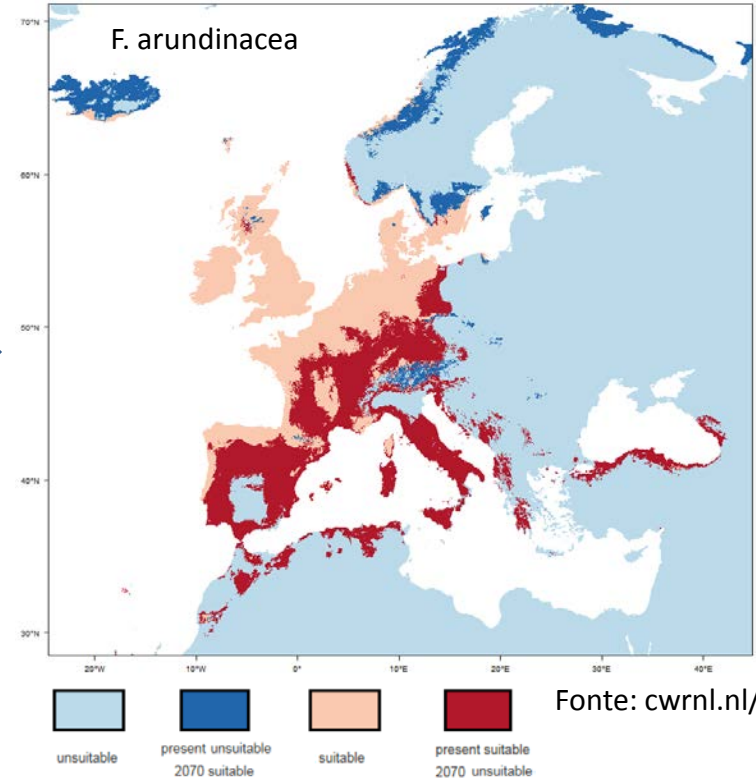 F. arundinacea
70°N
60°N
50°N
40°N
30°N
20°W
10°W
0°
10°E
20°E
30°E
40°E
Fonte: cwrnl.nl/
unsuitable
present unsuitable
2070 suitable
suitable
present suitable
2070 unsuitable